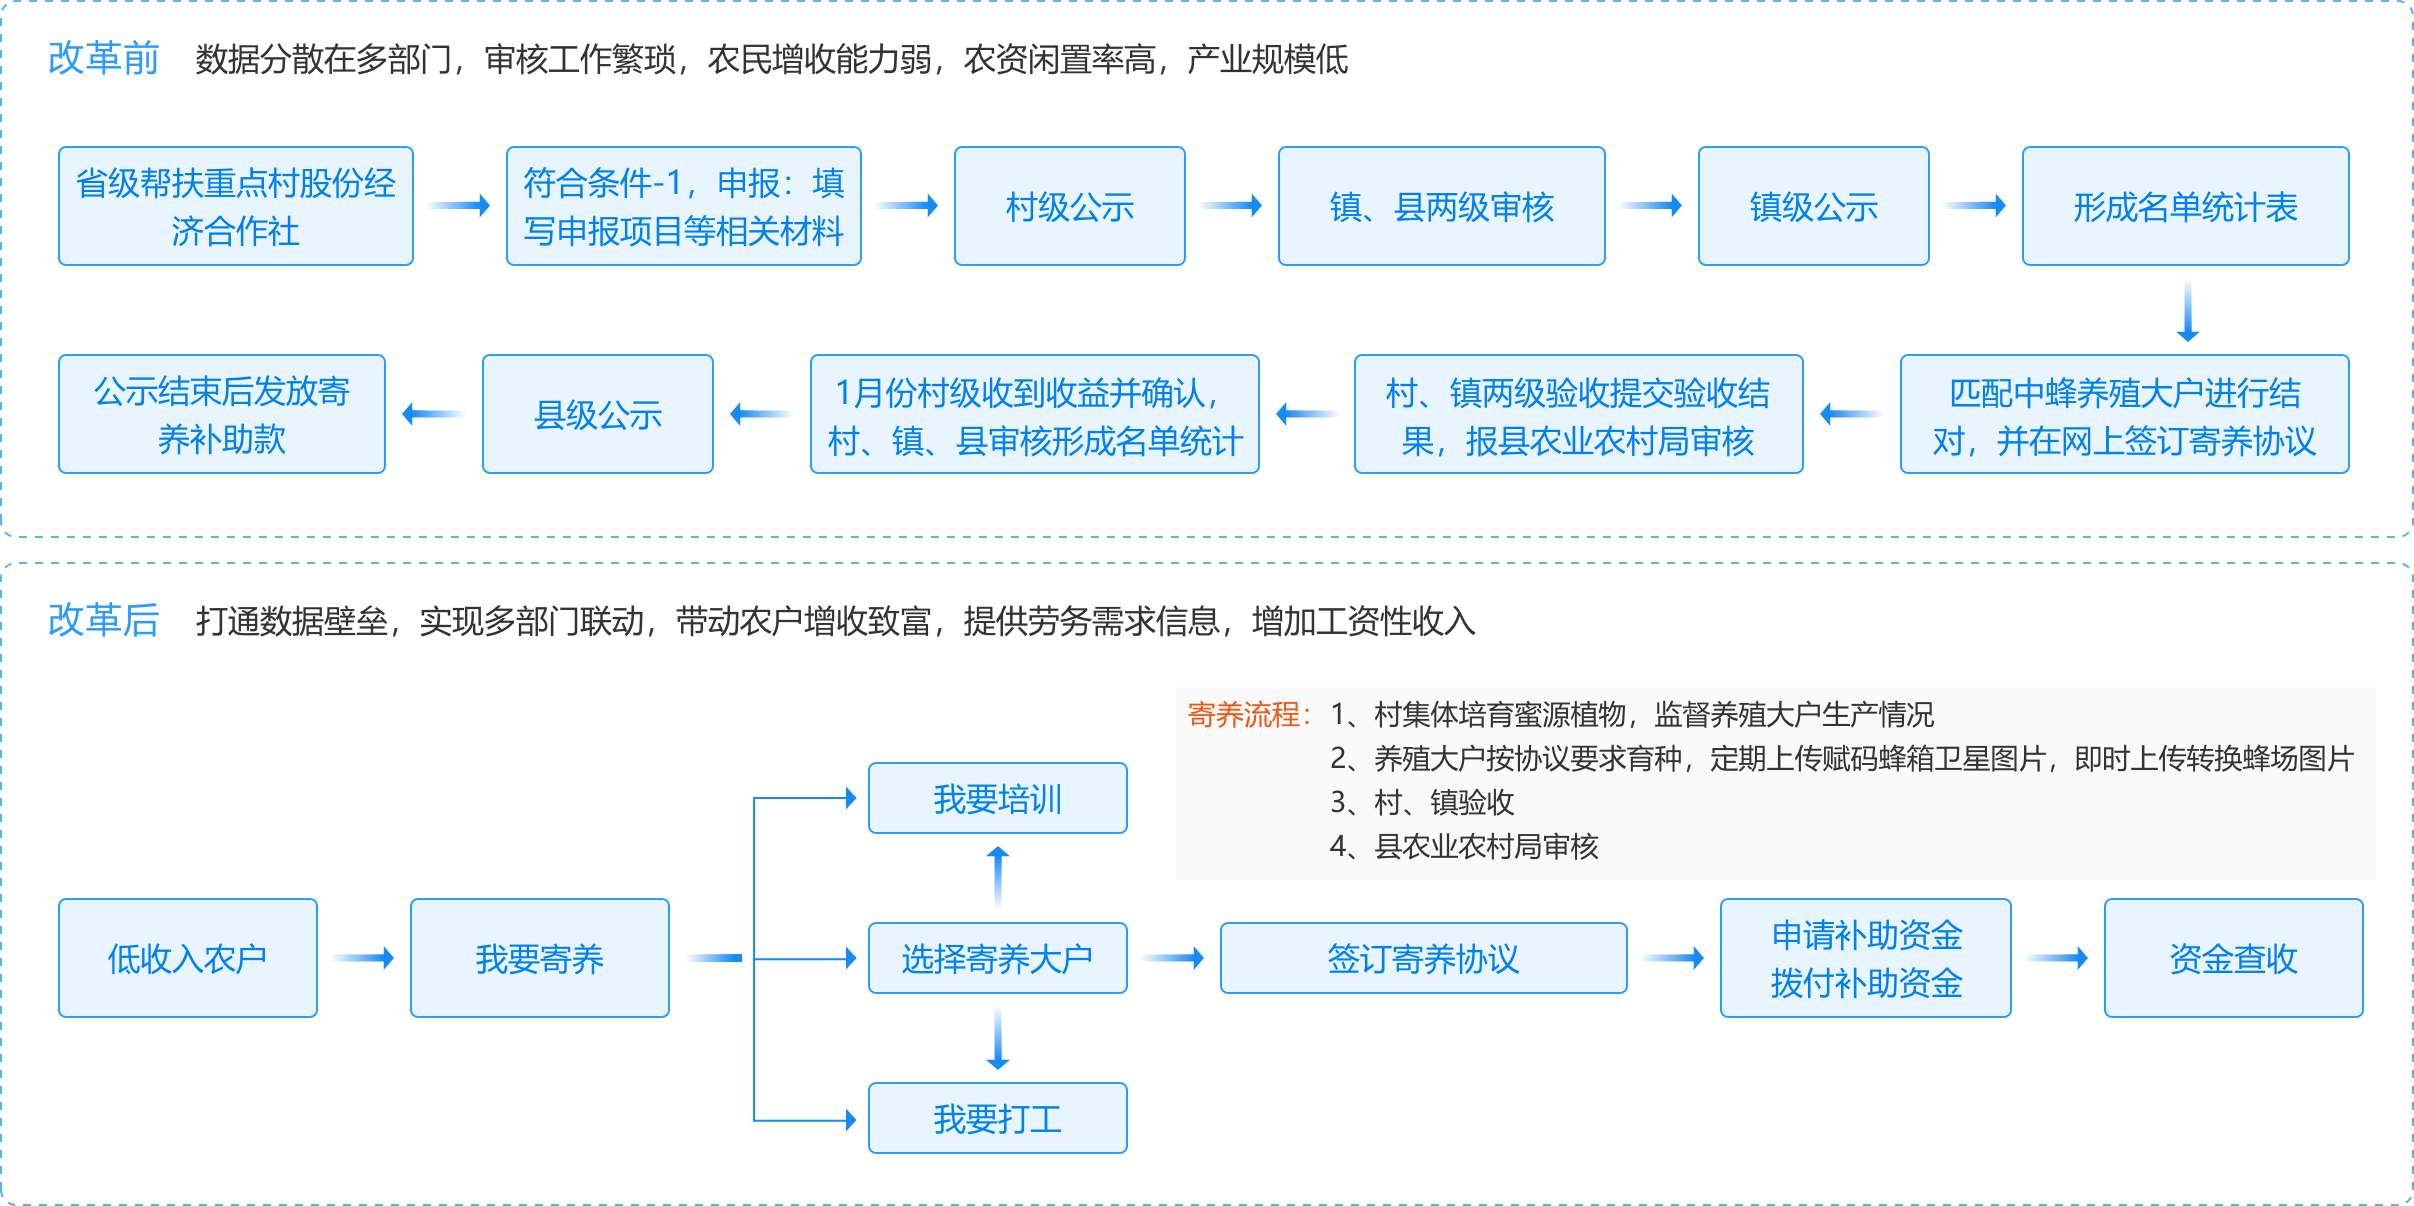 改革前 数据分散在多部门，审核工作繁琐，农民增收能力弱，农资闲置率高，产业规模低
省级帮扶重点村股份经
济合作社
符合条件-1，申报：填
写申报项目等相关材料
村级公示
镇、县两级审核
镇级公示
形成名单统计表
匹配中蜂养殖大户进行结
对，并在网上签订寄养协议
村、镇两级验收提交验收结
果，报县农业农村局审核
1月份村级收到收益并确认，
村、镇、县审核形成名单统计
县级公示
公示结束后发放寄
养补助款
改革后 打通数据壁垒，实现多部门联动，带动农户增收致富，提供劳务需求信息，增加工资性收入
寄养流程：1、村集体培育蜜源植物，监督养殖大户生产情况
2、养殖大户按协议要求育种，定期上传赋码蜂箱卫星图片，即时上传转换蜂场图片
3、村、镇验收
4、县农业农村局审核
低收入农户
我要寄养
我要培训
选择寄养大户
我要打工
签订寄养协议
申请补助资金
拨付补助资金
资金查收